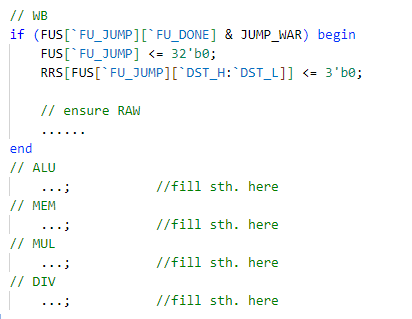 // WB
if (FUS[`FU_JUMP][`FU_DONE] & JUMP_WAR) begin
    FUS[`FU_JUMP] <= 32'b0;
    RRS[FUS[`FU_JUMP][`DST_H:`DST_L]] <= 3'b0;

    // ensure RAW
    ......
end
// ALU
    ...;           //fill sth. here
// MEM
    ...;           //fill sth. here
// MUL
    ...;           //fill sth. here
// DIV
    ...;           //fill sth. here